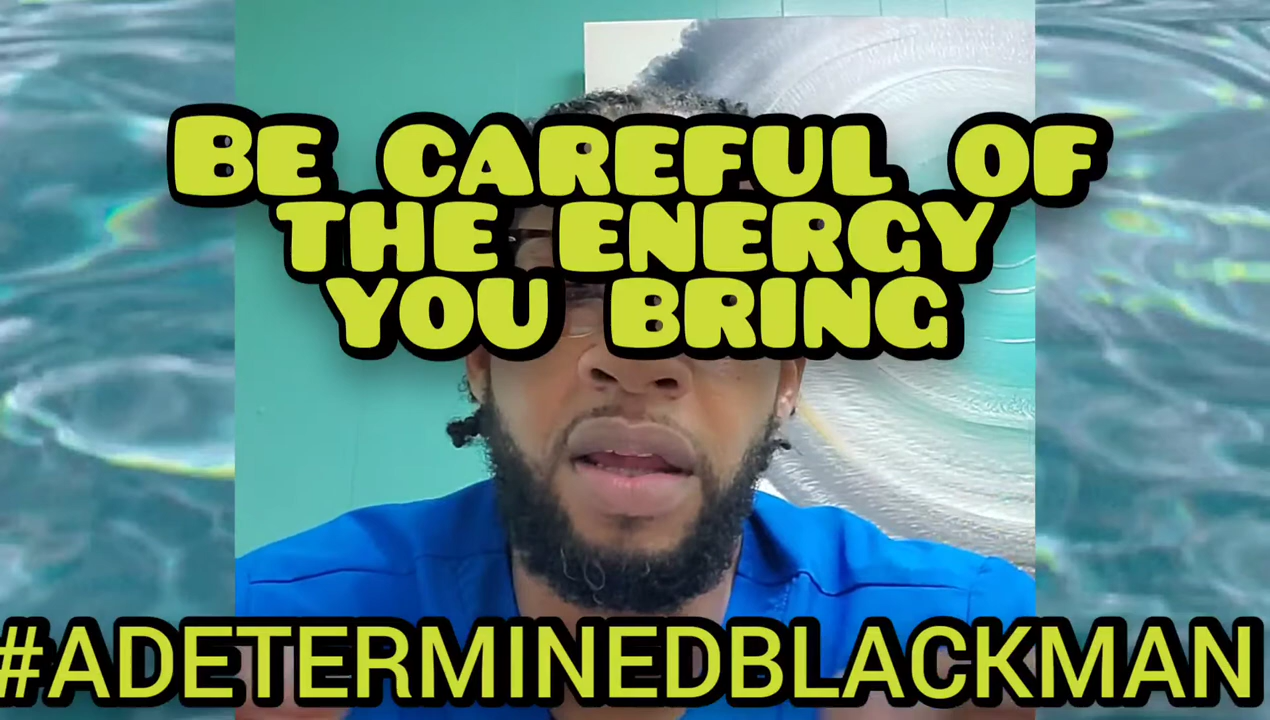 BE CAREFUL OF
THE ENERGY
YOU BRING
#ADETERMINEDBLACKMAN